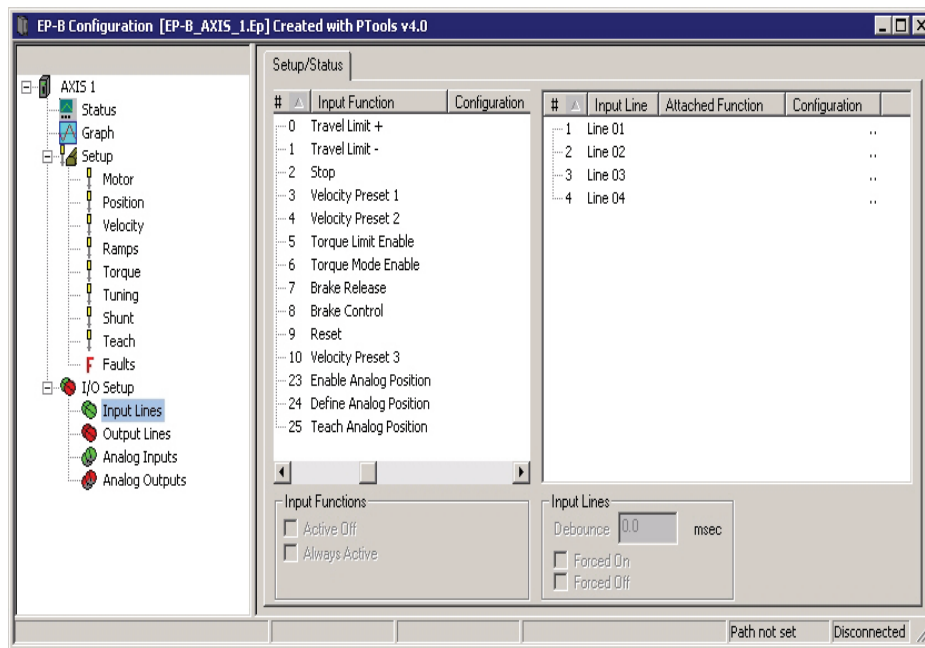 EP-B Configuration [EP-B_AXIS_1.Ep] Created with PTools v4.0
AXIS 1
Status
Graph
Setup
Motor
Position
Velocity
Ramps
Torque
Tuning
Shunt
Teach
F Faults
I/O Setup
Input Lines
Output Lines
Analog Inputs
Analog Outputs
Setup/Status
# Input Function Configuration
0 Travel Limit +
1 Travel Limit -
2 Stop
3 Velocity Preset 1
4 Velocity Preset 2
5 Torque Limit Enable
6 Torque Mode Enable
7 Brake Release
8 Brake Control
9 Reset
10 Velocity Preset 3
23 Enable Analog Position
24 Define Analog Position
25 Teach Analog Position
# Input Line Attached Function Configuration
1 Line 01 ..
2 Line 02 ..
3 Line 03 ..
4 Line 04 ..
Input Functions
Active Off
Always Active
Input Lines
Debounce 0.0 msec
Forced On
Forced Off
Path not set Disconnected